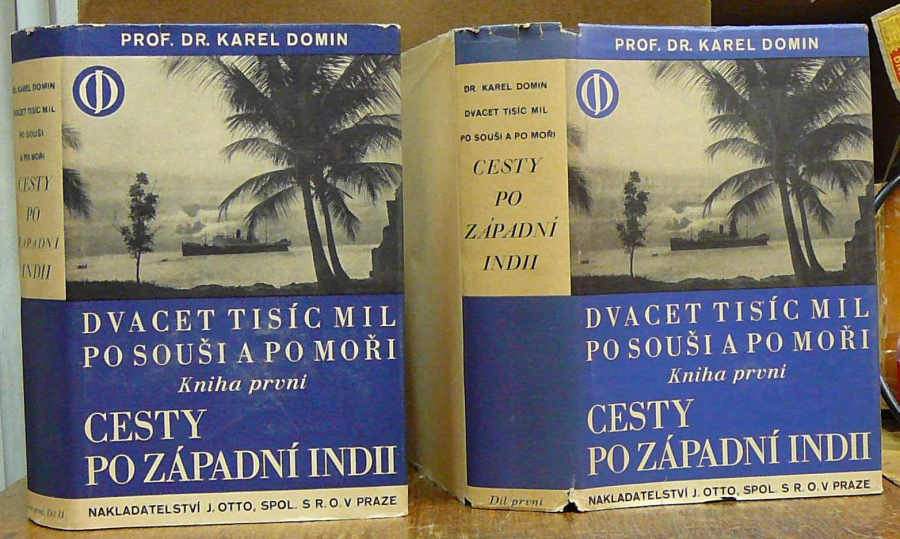 DR. KAREL DOMIN
DVACET TISÍC MIL
PO SOUŠI
A PO MOŘI
CESTY
PO
ZÁPADNÍ
INDII
PROF. DR. KAREL DOMIN
DVACET TISÍC MIL
PO SOUŠI A PO MOŘI
Kniha první
CESTY
PO ZÁPADNÍ INDII
NAKLADATELSTVÍ J. OTTO, SPOL. S R. O. V PRAZE
DR. KAREL DOMIN
DVACET TISÍC MIL
PO SOUŠI A PO MOŘI
CESTY
PO
ZÁPADNÍ
INDII
Díl první
PROF. DR. KAREL DOMIN
DVACET TISÍC MIL
PO SOUŠI A PO MOŘI
Kniha první
CESTY
PO ZÁPADNÍ INDII
NAKLADATELSTVÍ J. OTTO, SPOL. S R. O. V PRAZE